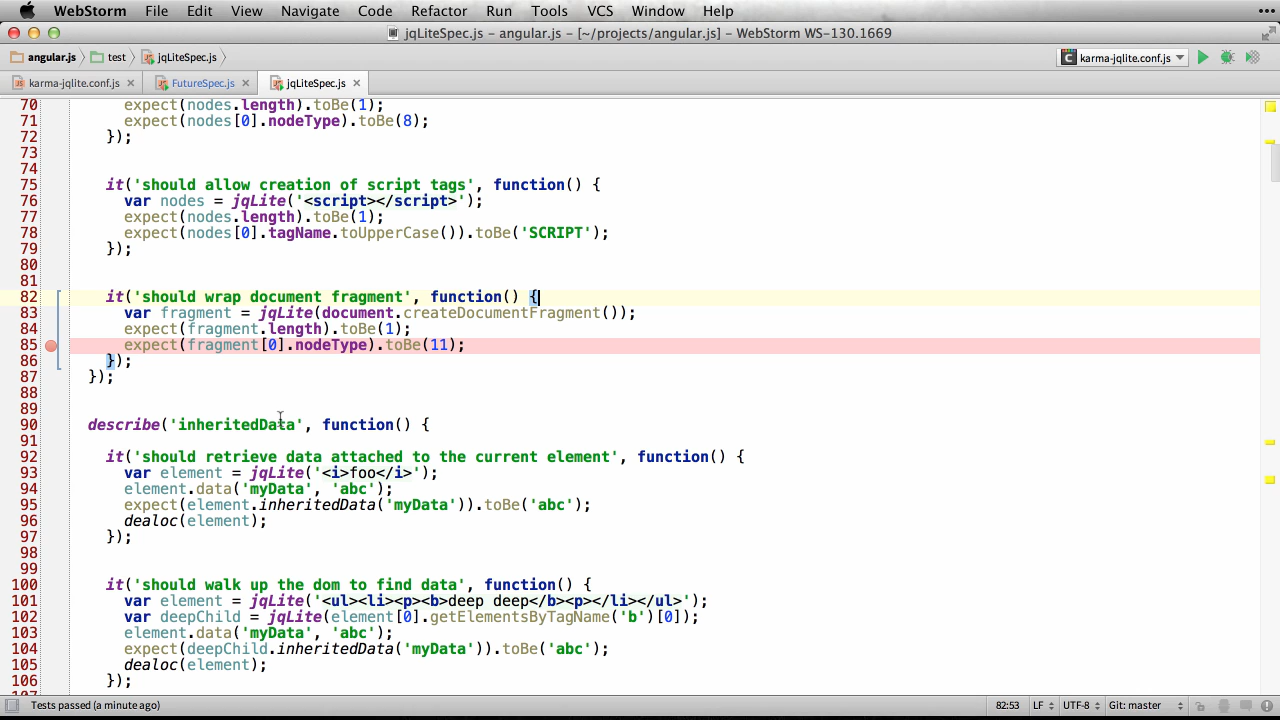 WebStorm File Edit View Navigate Code Refactor Run Tools VCS Window Help
jqLiteSpec.js - angular.js - [~/projects/angular.js] - WebStorm WS-130.1669
angular.js test jqLiteSpec.js karma-jqlite.conf.js
karma-jqlite.conf.js FutureSpec.js jqLiteSpec.js
70 expect(nodes.length).toBe(1);
71 expect(nodes[0].nodeType).toBe(8);
72 });
73
74
75 it('should allow creation of script tags', function() {
76 var nodes = jqLite('<script></script>');
77 expect(nodes.length).toBe(1);
78 expect(nodes[0].tagName.toUpperCase()).toBe('SCRIPT');
79 });
80
81
82 it('should wrap document fragment', function() {
83 var fragment = jqLite(document.createDocumentFragment());
84 expect(fragment.length).toBe(1);
85 expect(fragment[0].nodeType).toBe(11);
86 });
87 });
88
89
90 describe('inheritedData', function() {
91
92 it('should retrieve data attached to the current element', function() {
93 var element = jqLite('<i>foo</i>');
94 element.data('myData', 'abc');
95 expect(element.inheritedData('myData')).toBe('abc');
96 dealoc(element);
97 });
98
99
100 it('should walk up the dom to find data', function() {
101 var element = jqLite('<ul><li><p><b>deep deep</b><p></li></ul>');
102 var deepChild = jqLite(element[0].getElementsByTagName('b')[0]);
103 element.data('myData', 'abc');
104 expect(deepChild.inheritedData('myData')).toBe('abc');
105 dealoc(element);
106 });
Tests passed (a minute ago) 82:53 LF UTF-8 Git: master